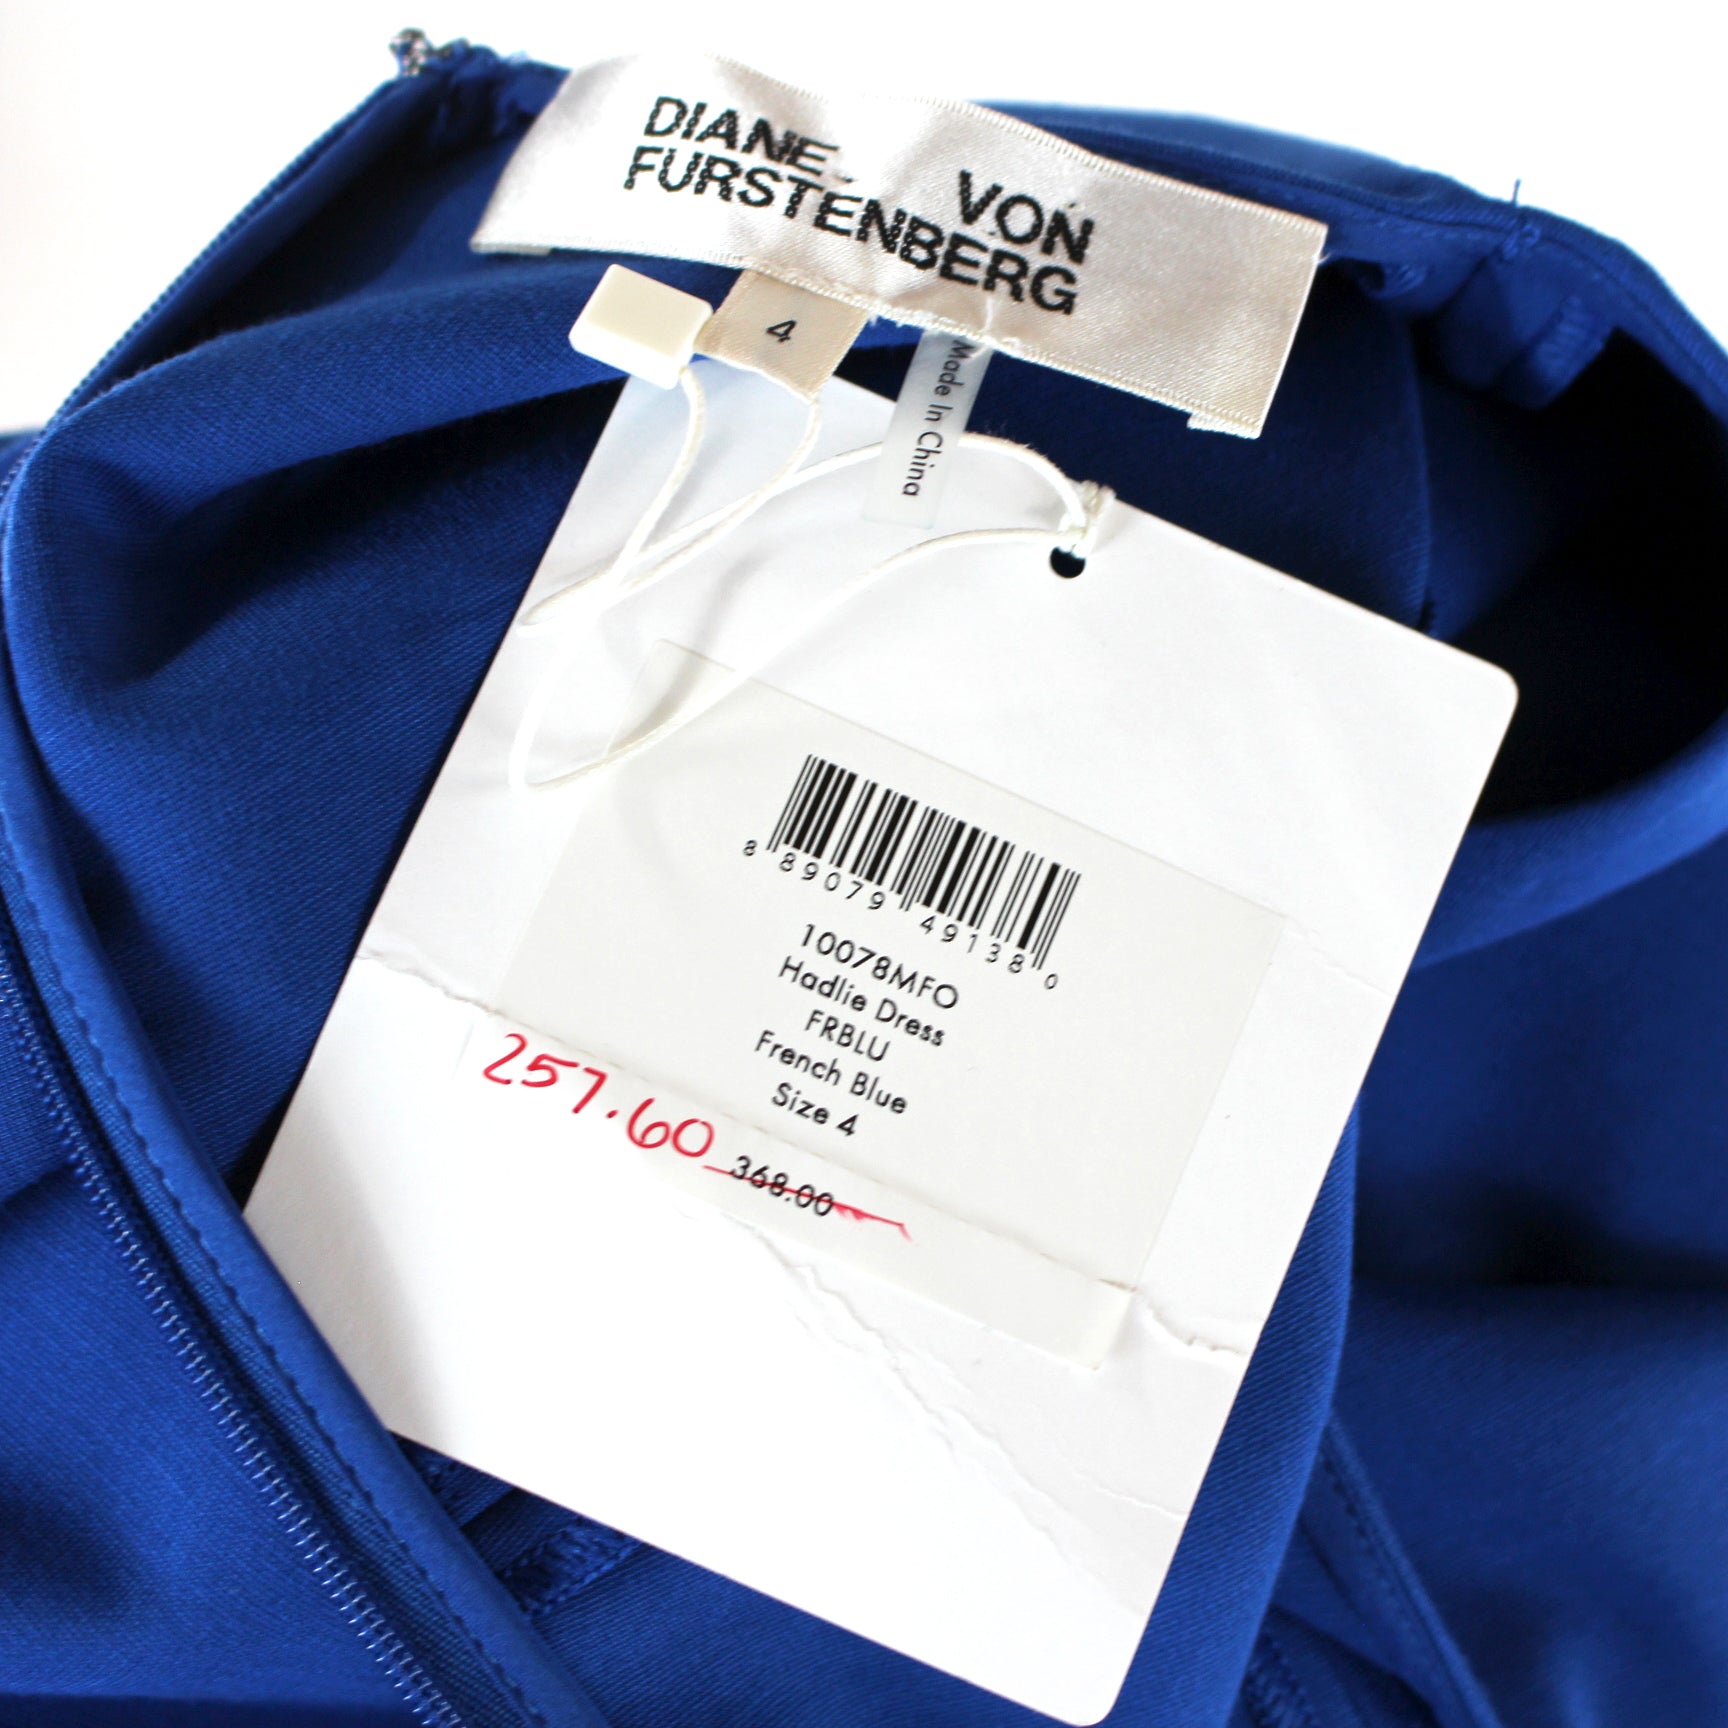 DIANE VON
FURSTENBERG
4
Made In China
8 89079 49138 0
10078MFO
Hadlie Dress
FRBLU
French Blue
Size 4
257.60 368.00